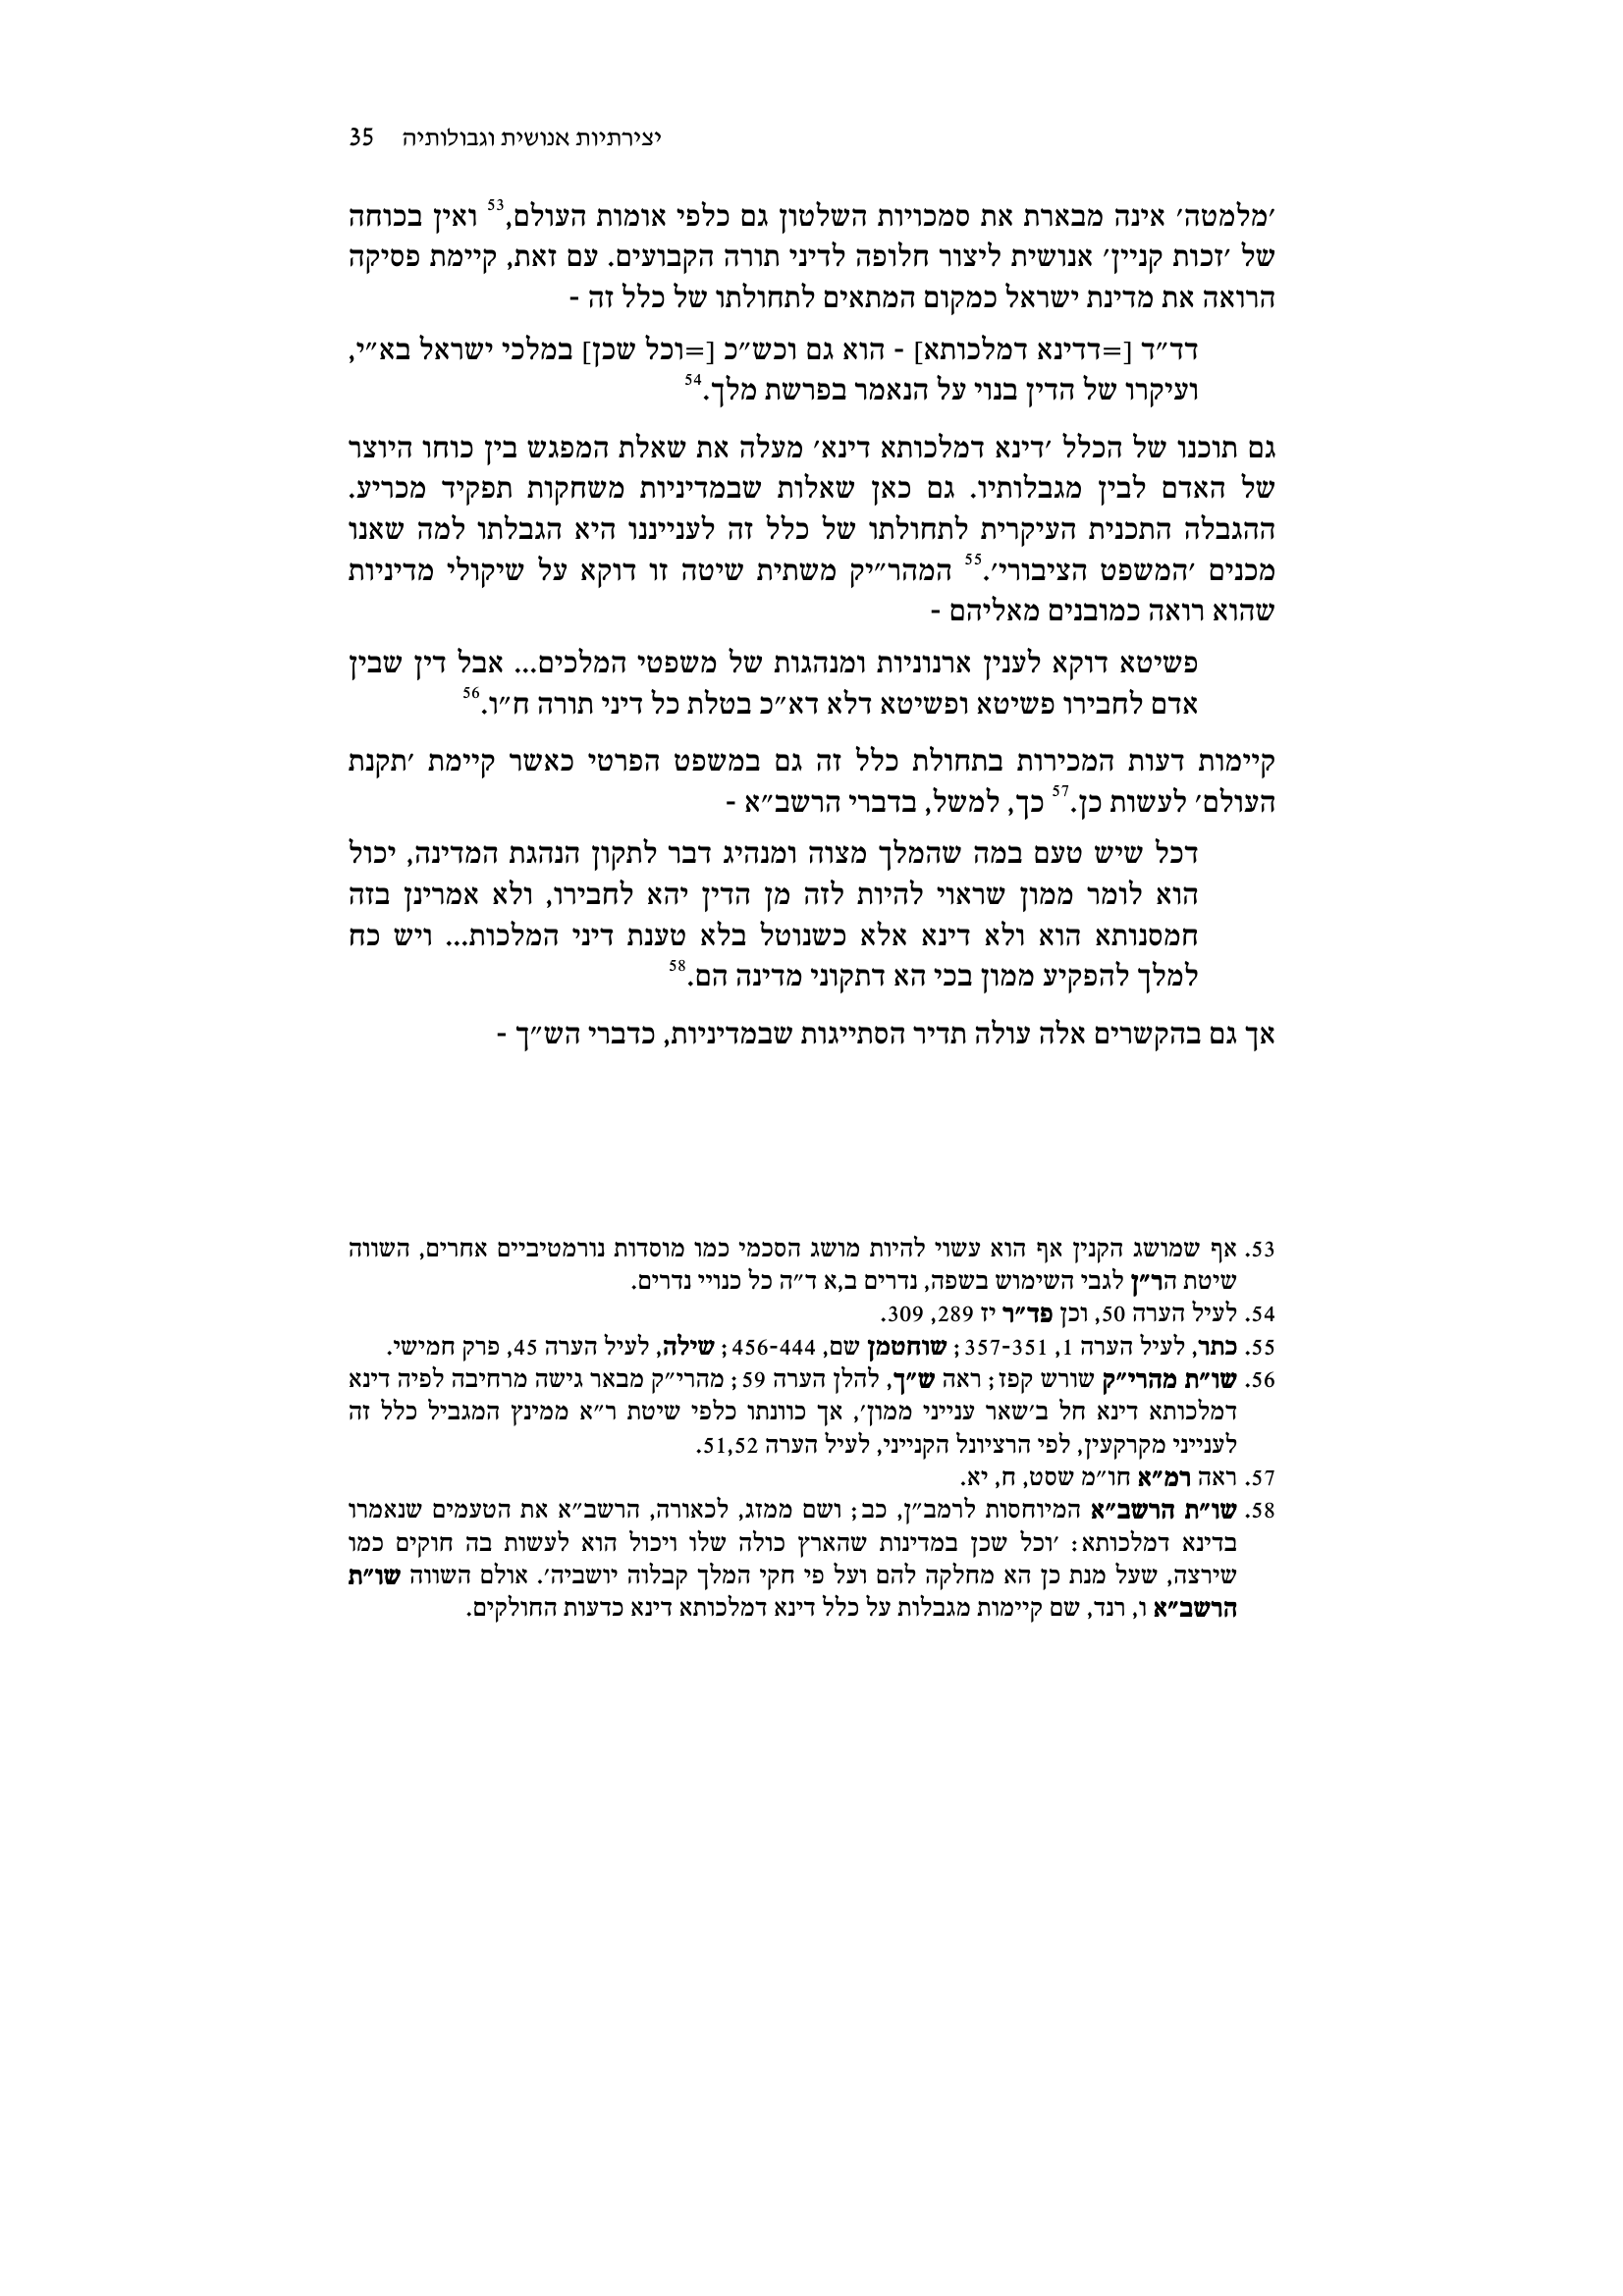 יצירתיות אנושית וגבולותיה 35
׳מלמטה׳ אינה מבארת את סמכויות השלטון גם כלפי אומות העולם,53 ואין בכוחה
של ׳זכות קניין׳ אנושית ליצור חלופה לדיני תורה הקבועים. עם זאת, קיימת פסיקה
הרואה את מדינת ישראל כמקום המתאים לתחולתו של כלל זה -
דד״ד [=דדינא דמלכותא] - הוא גם וכש״כ [=וכל שכן] במלכי ישראל בא״י,
ועיקרו של הדין בנוי על הנאמר בפרשת מלך.54
גם תוכנו של הכלל ׳דינא דמלכותא דינא׳ מעלה את שאלת המפגש בין כוחו היוצר
של האדם לבין מגבלותיו. גם כאן שאלות שבמדיניות משחקות תפקיד מכריע.
ההגבלה התכנית העיקרית לתחולתו של כלל זה לענייננו היא הגבלתו למה שאנו
מכנים ׳המשפט הציבורי׳.55 המהר״יק משתית שיטה זו דוקא על שיקולי מדיניות
שהוא רואה כמובנים מאליהם -
פשיטא דוקא לענין ארנוניות ומנהגות של משפטי המלכים... אבל דין שבין
אדם לחבירו פשיטא ופשיטא דלא דא״כ בטלת כל דיני תורה ח״ו.56
קיימות דעות המכירות בתחולת כלל זה גם במשפט הפרטי כאשר קיימת ׳תקנת
העולם׳ לעשות כן.57 כך, למשל, בדברי הרשב״א -
דכל שיש טעם במה שהמלך מצוה ומנהיג דבר לתקון הנהגת המדינה, יכול
הוא לומר ממון שראוי להיות לזה מן הדין יהא לחבירו, ולא אמרינן בזה
חמסנותא הוא ולא דינא אלא כשנוטל בלא טענת דיני המלכות... ויש כח
למלך להפקיע ממון בכי הא דתקוני מדינה הם.58
אך גם בהקשרים אלה עולה תדיר הסתייגות שבמדיניות, כדברי הש״ך -
53. אף שמושג הקנין אף הוא עשוי להיות מושג הסכמי כמו מוסדות נורמטיביים אחרים, השווה
שיטת הר״ן לגבי השימוש בשפה, נדרים ב,א ד״ה כל כנויי נדרים.
54. לעיל הערה 50, וכן פד״ר יז 289, 309.
55. כתר, לעיל הערה 1, 357-351; שוחטמן שם, 456-444; שילה, לעיל הערה 45, פרק חמישי.
56. שו״ת מהרי״ק שורש קפז; ראה ש״ך, להלן הערה 59; מהרי״ק מבאר גישה מרחיבה לפיה דינא
דמלכותא דינא חל ב׳שאר ענייני ממון׳, אך כוונתו כלפי שיטת ר״א ממינץ המגביל כלל זה
לענייני מקרקעין, לפי הרציונל הקנייני, לעיל הערה 51,52.
57. ראה רמ״א חו״מ שסט, ח, יא.
58. שו״ת הרשב״א המיוחסות לרמב״ן, כב; ושם ממזג, לכאורה, הרשב״א את הטעמים שנאמרו
בדינא דמלכותא: ׳וכל שכן במדינות שהארץ כולה שלו ויכול הוא לעשות בה חוקים כמו
שירצה, שעל מנת כן הא מחלקה להם ועל פי חקי המלך קבלוה יושביה׳. אולם השווה שו״ת
הרשב״א ו, רנד, שם קיימות מגבלות על כלל דינא דמלכותא דינא כדעות החולקים.